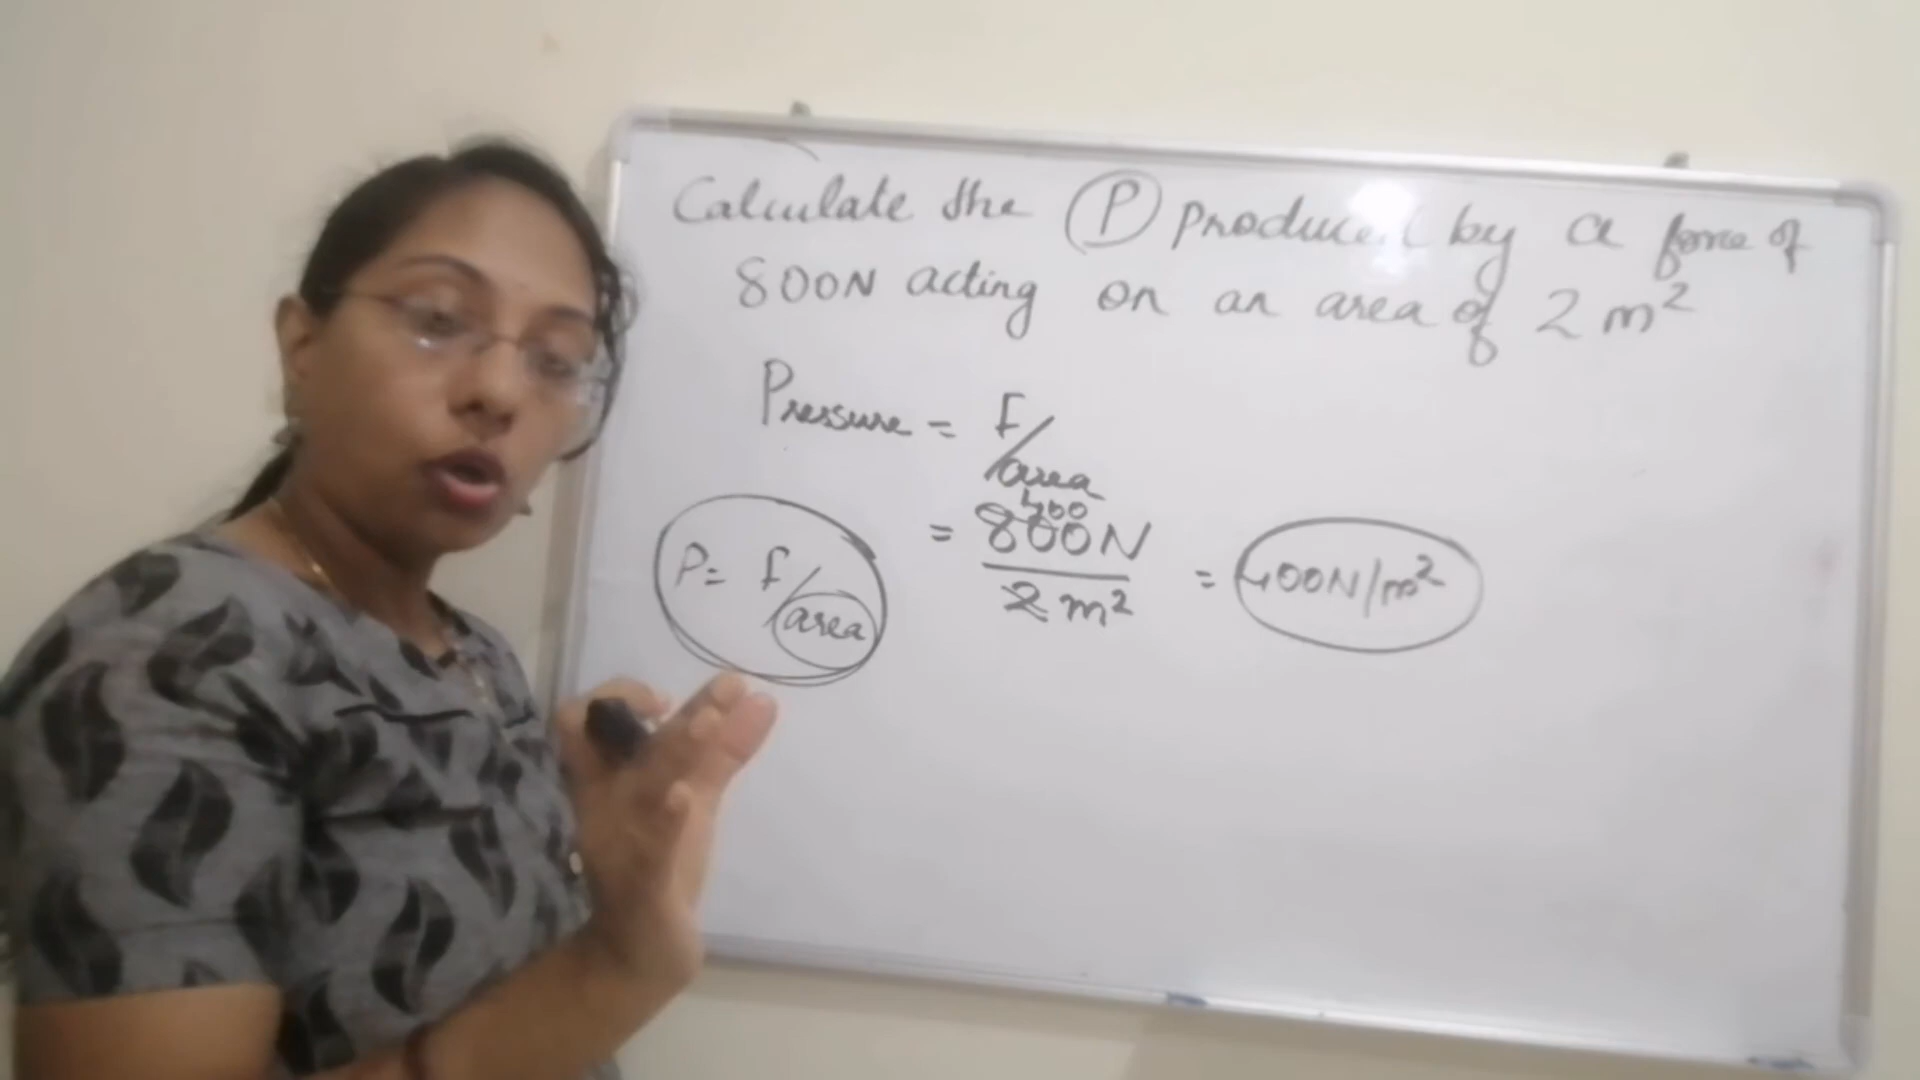 Calculate the P produced by a force of
800N acting on an area of 2 m²
Pressure = F/area
P = f/area
= 800N / 2 m² = 400N/m²
400